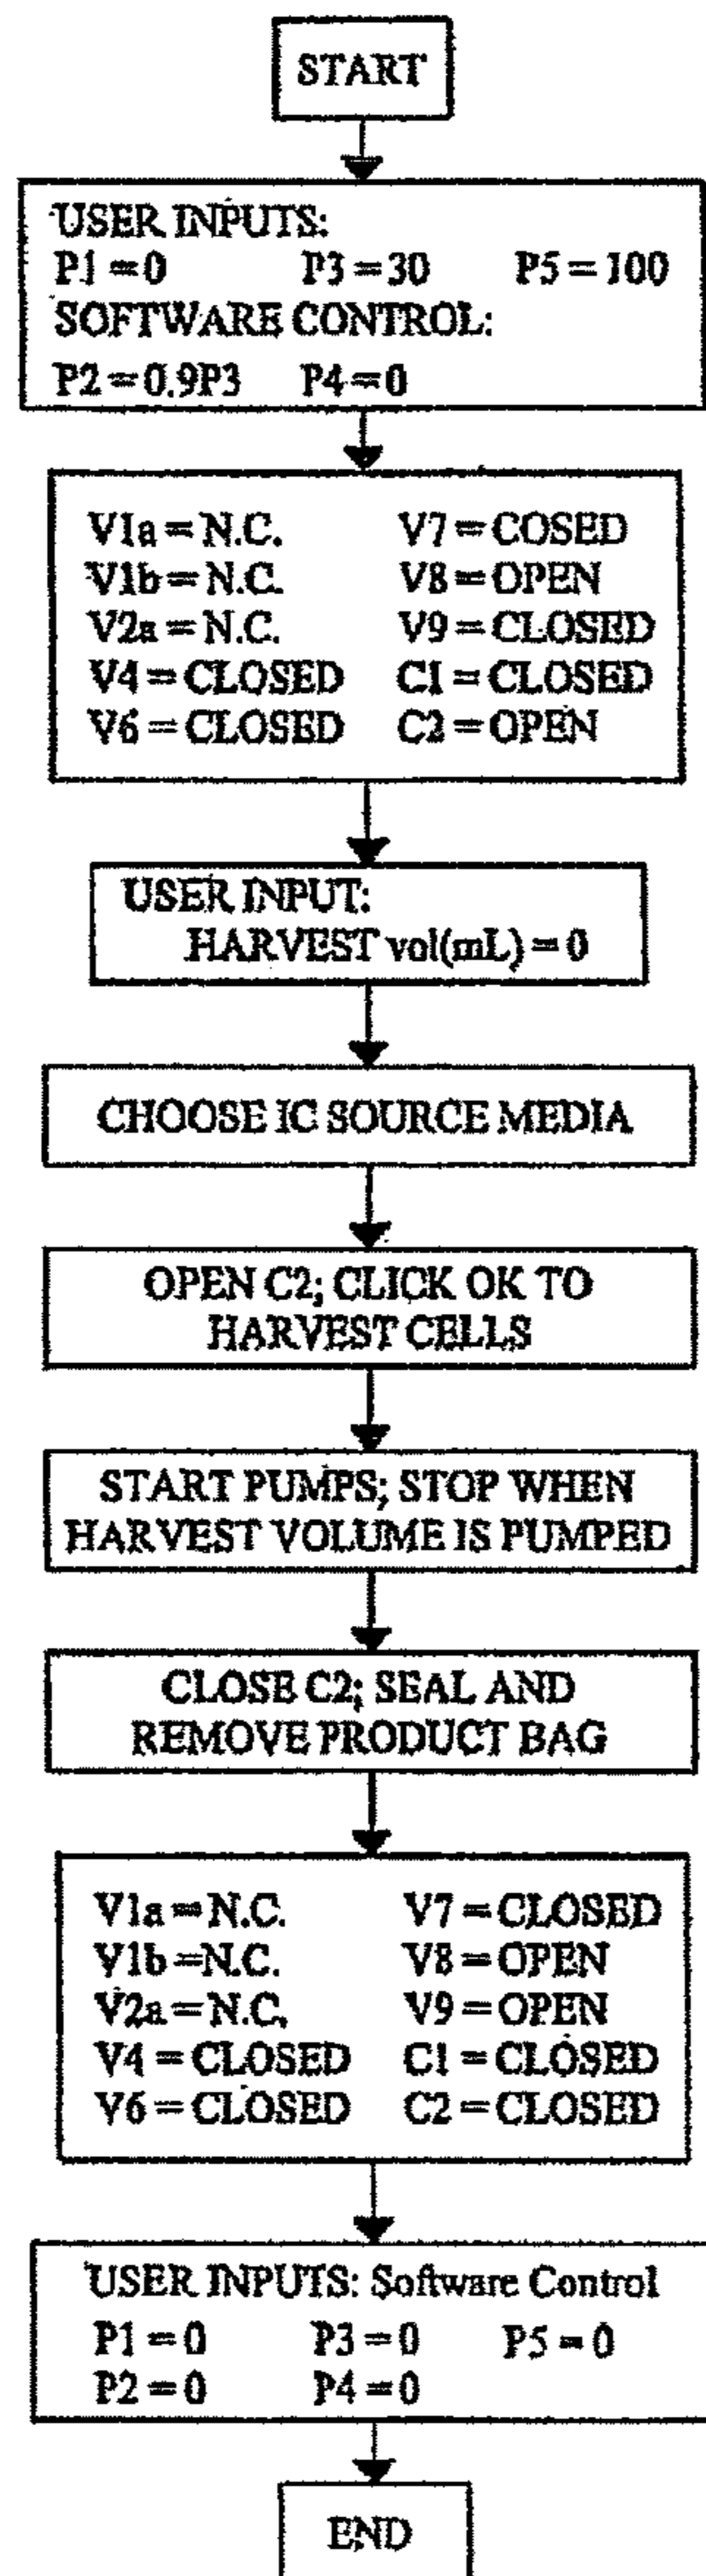 START
USER INPUTS:
P1 = 0 P3 = 30 P5 = 100
SOFTWARE CONTROL:
P2 = 0.9P3 P4 = 0
V1a = N.C. V7 = COSED
V1b = N.C. V8 = OPEN
V2a = N.C. V9 = CLOSED
V4 = CLOSED C1 = CLOSED
V6 = CLOSED C2 = OPEN
USER INPUT:
HARVEST vol(mL) = 0
CHOOSE IC SOURCE MEDIA
OPEN C2; CLICK OK TO
HARVEST CELLS
START PUMPS; STOP WHEN
HARVEST VOLUME IS PUMPED
CLOSE C2; SEAL AND
REMOVE PRODUCT BAG
V1a = N.C. V7 = CLOSED
V1b =N.C. V8 = OPEN
V2a = N.C. V9 = OPEN
V4 = CLOSED C1 = CLOSED
V6 = CLOSED C2 = CLOSED
USER INPUTS: Software Control
P1 = 0 P3 = 0 P5 = 0
P2 = 0 P4 = 0
END